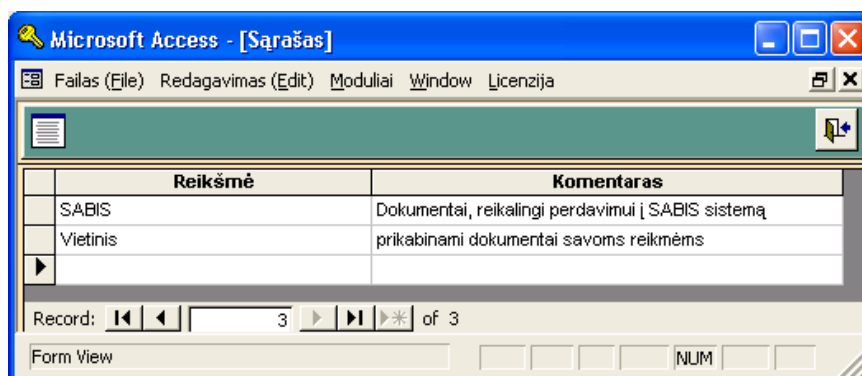 Microsoft Access - [Sąrašas]
Failas (File) Redagavimas (Edit) Moduliai Window Licenzija
Reikšmė Komentaras
SABIS Dokumentai, reikalingi perdavimui į SABIS sistemą
Vietinis prikabinami dokumentai savoms reikmėms
Record: 3 of 3
Form View NUM